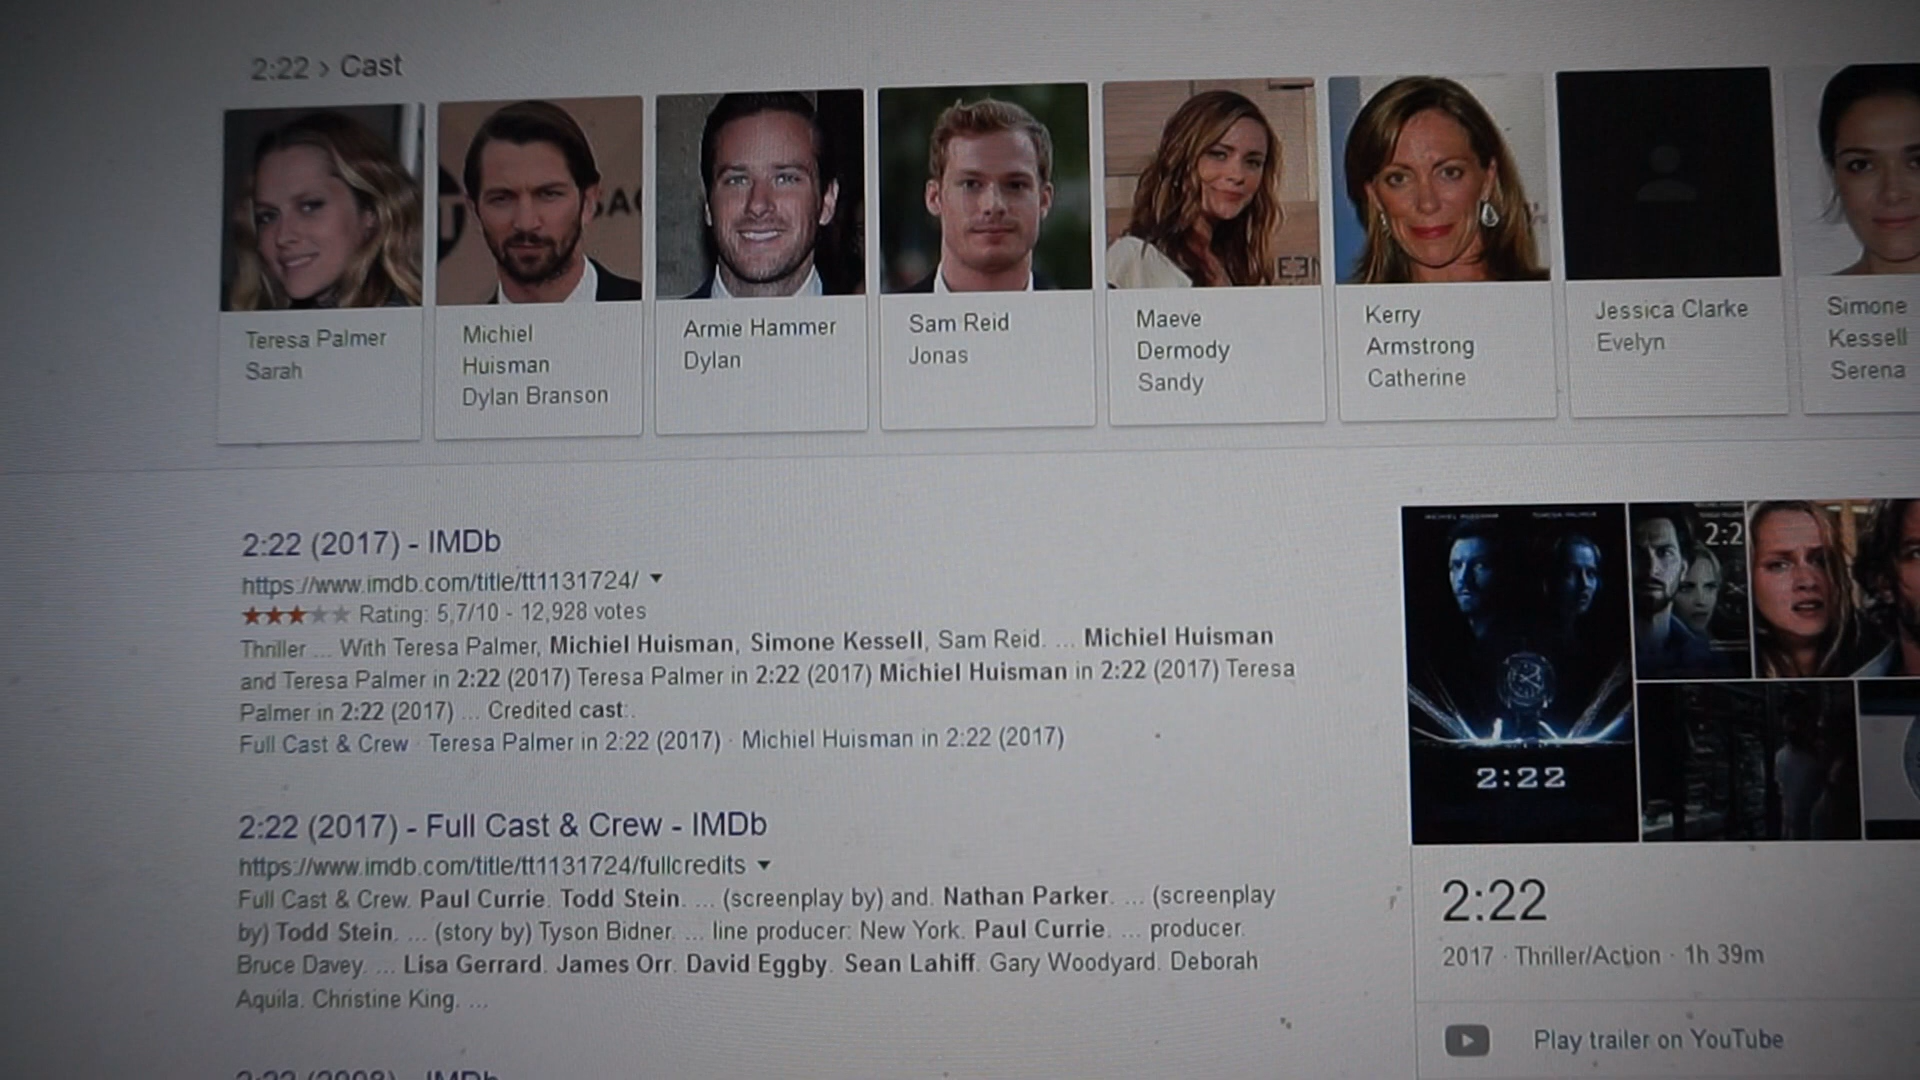 2:22 › Cast
Teresa Palmer
Sarah
Michiel
Huisman
Dylan Branson
Armie Hammer
Dylan
Sam Reid
Jonas
Maeve
Dermody
Sandy
Kerry
Armstrong
Catherine
Jessica Clarke
Evelyn
Simone
Kessell
Serena
2:22 (2017) - IMDb
https://www.imdb.com/title/tt1131724/
Rating: 5,7/10 - 12,928 votes
Thriller ... With Teresa Palmer, Michiel Huisman, Simone Kessell, Sam Reid. ... Michiel Huisman
and Teresa Palmer in 2:22 (2017) Teresa Palmer in 2:22 (2017) Michiel Huisman in 2:22 (2017) Teresa
Palmer in 2:22 (2017) ... Credited cast:.
Full Cast & Crew · Teresa Palmer in 2:22 (2017) · Michiel Huisman in 2:22 (2017)
2:22 (2017) - Full Cast & Crew - IMDb
https://www.imdb.com/title/tt1131724/fullcredits
Full Cast & Crew. Paul Currie. Todd Stein. ... (screenplay by) and. Nathan Parker. ... (screenplay
by) Todd Stein. ... (story by) Tyson Bidner. ... line producer: New York. Paul Currie. ... producer.
Bruce Davey. ... Lisa Gerrard. James Orr. David Eggby. Sean Lahiff. Gary Woodyard. Deborah
Aquila. Christine King. ...
MICHIEL HUISMAN TERESA PALMER
2:22
2:2
2:22
2017 · Thriller/Action · 1h 39m
Play trailer on YouTube